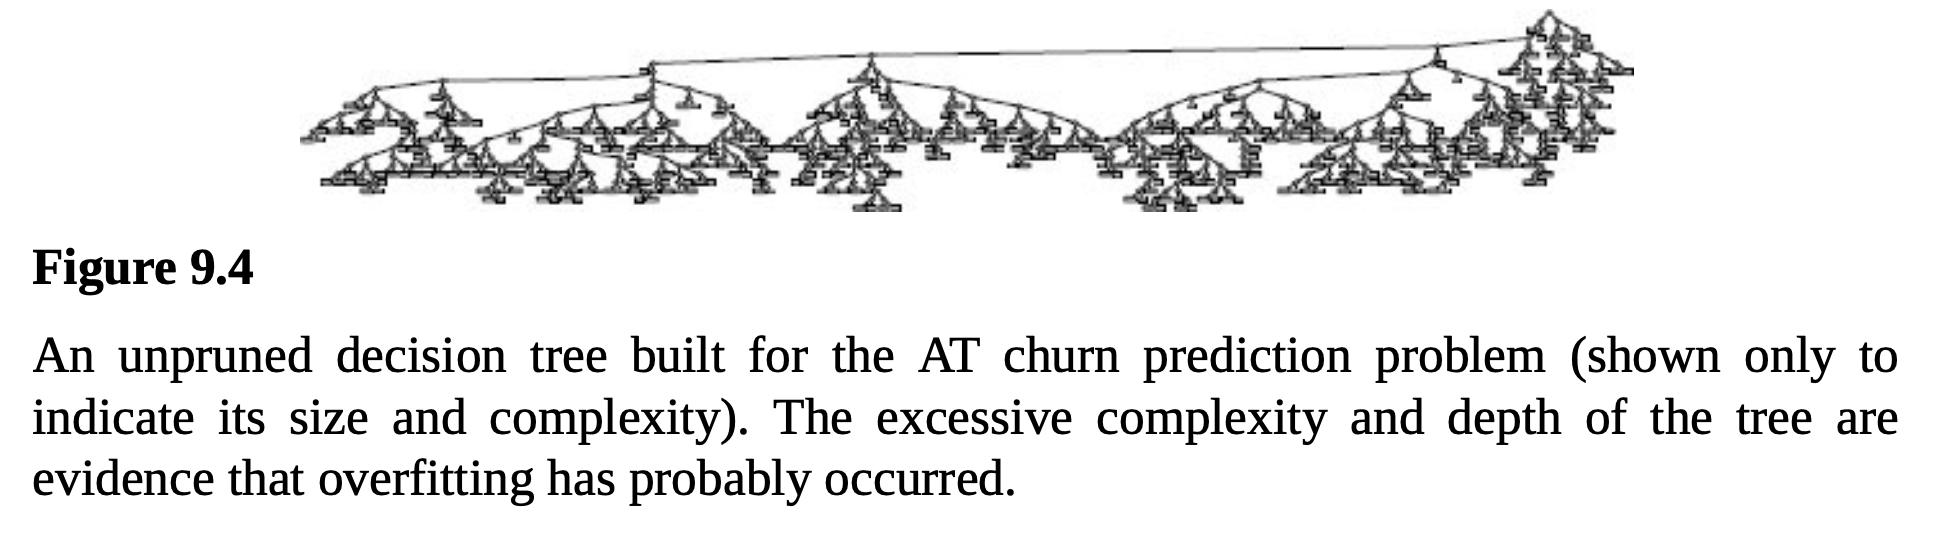 Figure 9.4
An unpruned decision tree built for the AT churn prediction problem (shown only to
indicate its size and complexity). The excessive complexity and depth of the tree are
evidence that overfitting has probably occurred.